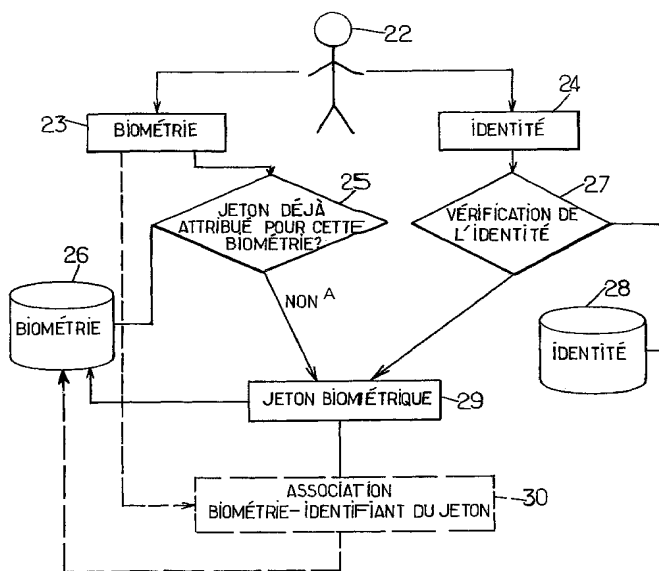 22
23
BIOMÉTRIE
24
IDENTITÉ
25
JETON DÉJÀ
ATTRIBUÉ POUR CETTE
BIOMÉTRIE?
27
VÉRIFICATION DE
L'IDENTITÉ
26
BIOMÉTRIE
28
IDENTITÉ
NON A
JETON BIOMÉTRIQUE
29
ASSOCIATION
BIOMÉTRIE-IDENTIFIANT DU JETON
30